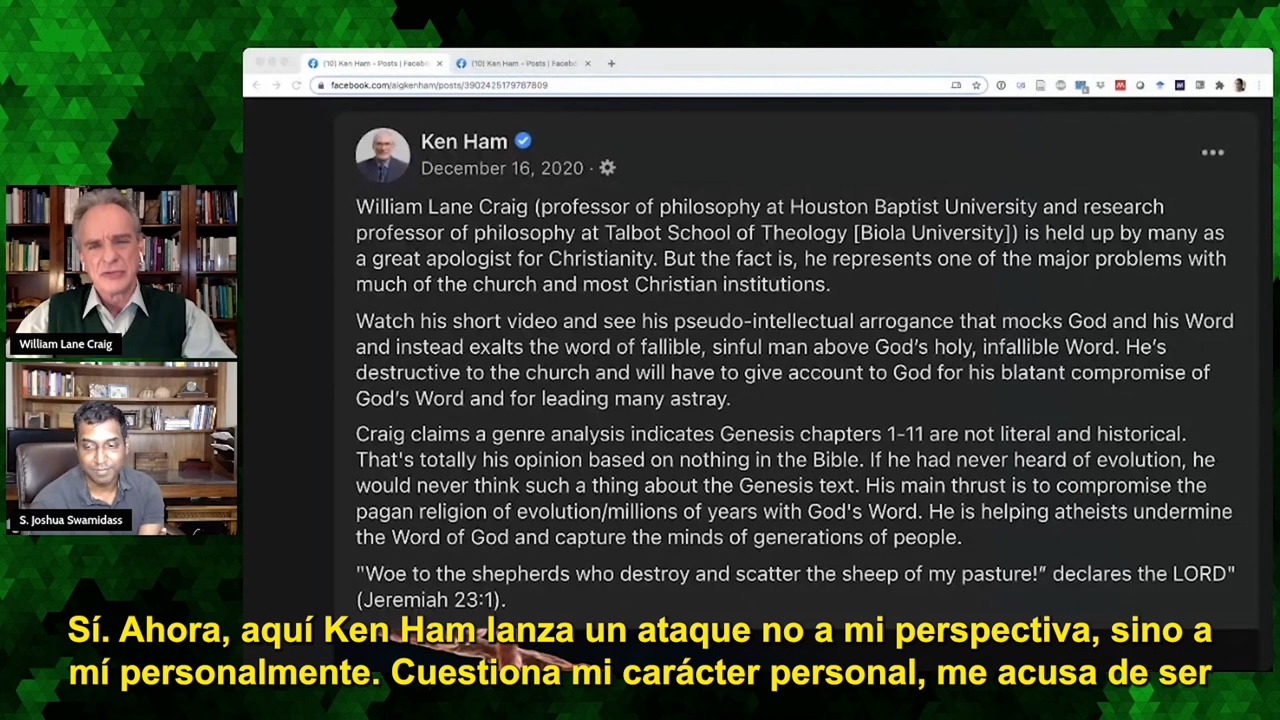 (10) Ken Ham - Posts | Facebo
(10) Ken Ham - Posts | Facebo
facebook.com/aigkenham/posts/3902425179787809
Ken Ham
December 16, 2020 ·
William Lane Craig (professor of philosophy at Houston Baptist University and research
professor of philosophy at Talbot School of Theology [Biola University]) is held up by many as
a great apologist for Christianity. But the fact is, he represents one of the major problems with
much of the church and most Christian institutions.
Watch his short video and see his pseudo-intellectual arrogance that mocks God and his Word
and instead exalts the word of fallible, sinful man above God's holy, infallible Word. He's
destructive to the church and will have to give account to God for his blatant compromise of
God's Word and for leading many astray.
Craig claims a genre analysis indicates Genesis chapters 1-11 are not literal and historical.
That's totally his opinion based on nothing in the Bible. If he had never heard of evolution, he
would never think such a thing about the Genesis text. His main thrust is to compromise the
pagan religion of evolution/millions of years with God's Word. He is helping atheists undermine
the Word of God and capture the minds of generations of people.
"Woe to the shepherds who destroy and scatter the sheep of my pasture!" declares the LORD"
(Jeremiah 23:1).
William Lane Craig
S. Joshua Swamidass
Sí. Ahora, aquí Ken Ham lanza un ataque no a mi perspectiva, sino a
mí personalmente. Cuestiona mi carácter personal, me acusa de ser